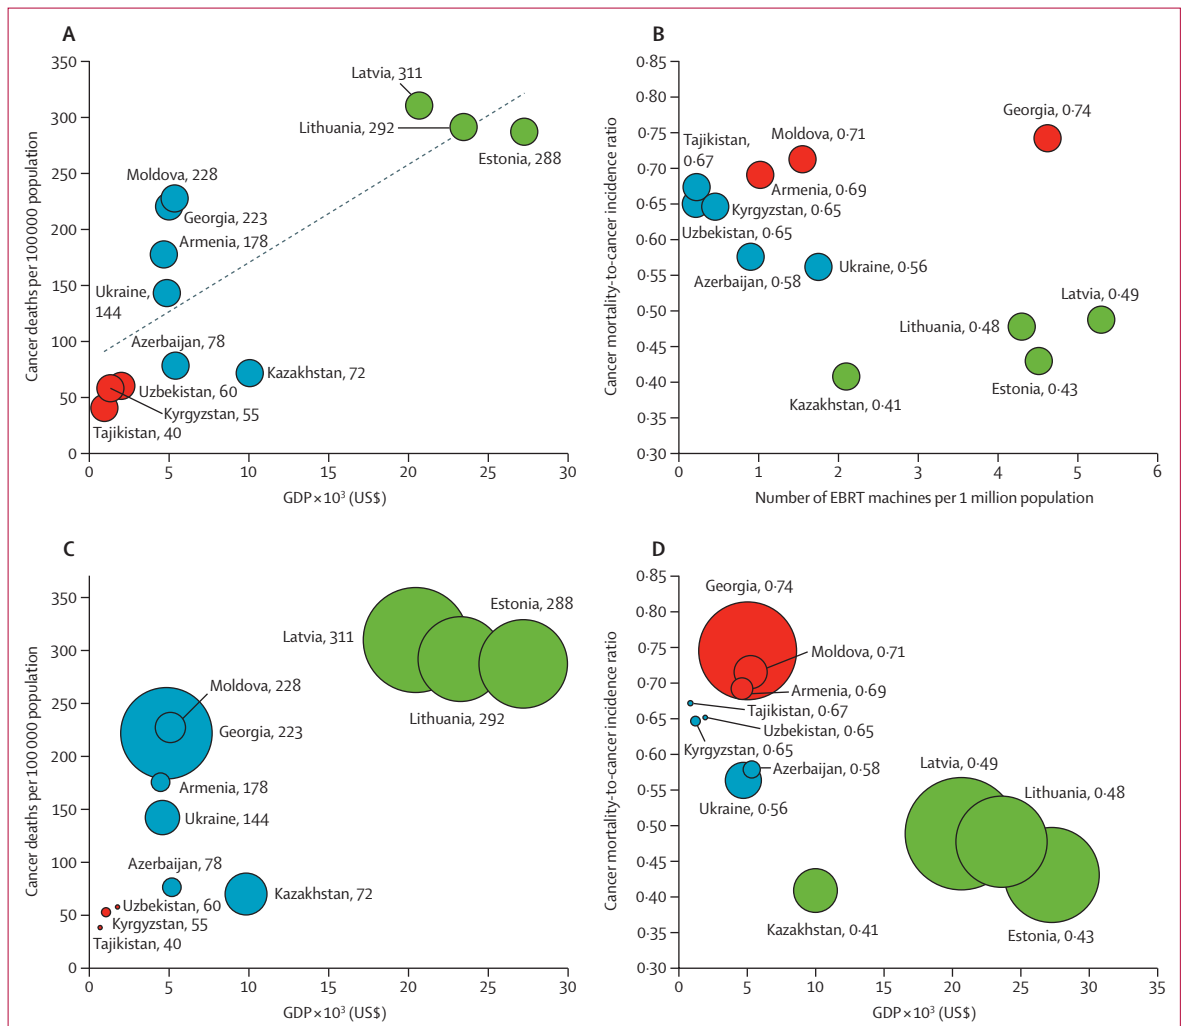 A
350
300
250
200
150
100
50
0
Cancer deaths per 100 000 population
Latvia, 311
Lithuania, 292
Estonia, 288
Moldova, 228
Georgia, 223
Armenia, 178
Ukraine,
144
Azerbaijan, 78
Kazakhstan, 72
Uzbekistan, 60
Kyrgyzstan, 55
Tajikistan, 40
0 5 10 15 20 25 30
GDP × 10³ (US$)
B
0·85
0·80
0·75
0·70
0·65
0·60
0·55
0·50
0·45
0·40
0·35
0·30
Cancer mortality-to-cancer incidence ratio
Georgia, 0·74
Moldova, 0·71
Tajikistan,
0·67
Armenia, 0·69
Kyrgyzstan, 0·65
Uzbekistan, 0·65
Azerbaijan, 0·58
Ukraine, 0·56
Latvia, 0·49
Lithuania, 0·48
Estonia, 0·43
Kazakhstan, 0·41
0 1 2 3 4 5 6
Number of EBRT machines per 1 million population
C
350
300
250
200
150
100
50
0
Cancer deaths per 100 000 population
Estonia, 288
Latvia, 311
Lithuania, 292
Moldova, 228
Georgia, 223
Armenia, 178
Ukraine, 144
Azerbaijan, 78
Kazakhstan, 72
Uzbekistan, 60
Kyrgyzstan, 55
Tajikistan, 40
0 5 10 15 20 25 30
GDP × 10³ (US$)
D
0·85
0·80
0·75
0·70
0·65
0·60
0·55
0·50
0·45
0·40
0·35
0·30
Cancer mortality-to-cancer incidence ratio
Georgia, 0·74
Moldova, 0·71
Armenia, 0·69
Tajikistan, 0·67
Uzbekistan, 0·65
Kyrgyzstan, 0·65
Azerbaijan, 0·58
Ukraine, 0·56
Latvia, 0·49
Lithuania, 0·48
Kazakhstan, 0·41
Estonia, 0·43
0 5 10 15 20 25 30 35
GDP × 10³ (US$)